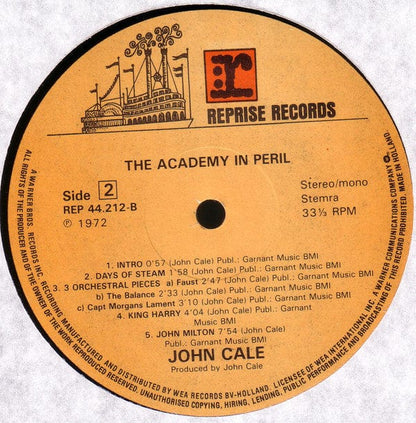 r
REPRISE RECORDS
THE ACADEMY IN PERIL
Side 2
REP 44.212-B
℗ 1972
Stereo/mono
Stemra
33⅓ RPM
1. INTRO 0'57 (John Cale) Publ.: Garnant Music BMI
2. DAYS OF STEAM 1'58 (John Cale) Publ.: Garnant Music BMI
3. 3 ORCHESTRAL PIECES a) Faust 2'47 (John Cale) Publ.: Garnant Music BMI
b) The Balance 2'33 (John Cale) Publ.: Garnant Music BMI
c) Capt Morgans Lament 3'10 (John Cale) Publ.: Garnant Music BMI
4. KING HARRY 4'04 (John Cale) Publ.: Garnant
Music BMI
5. JOHN MILTON 7'54 (John Cale) Publ.: Garnant
Music BMI
JOHN CALE
Produced by John Cale
A WARNER BROS. RECORDS INC. RECORDING. MANUFACTURED AND DISTRIBUTED BY WEA RECORDS BV-HOLLAND. LICENSEE OF WEA INTERNATIONAL INC. A WARNER COMMUNICATIONS COMPANY MADE IN HOLLAND.
ALL RIGHTS OF THE PRODUCER AND OF THE OWNER OF THE WORK REPRODUCED RESERVED. UNAUTHORISED COPYING, HIRING, LENDING, PUBLIC PERFORMANCE AND BROADCASTING OF THIS RECORD PROHIBITED.